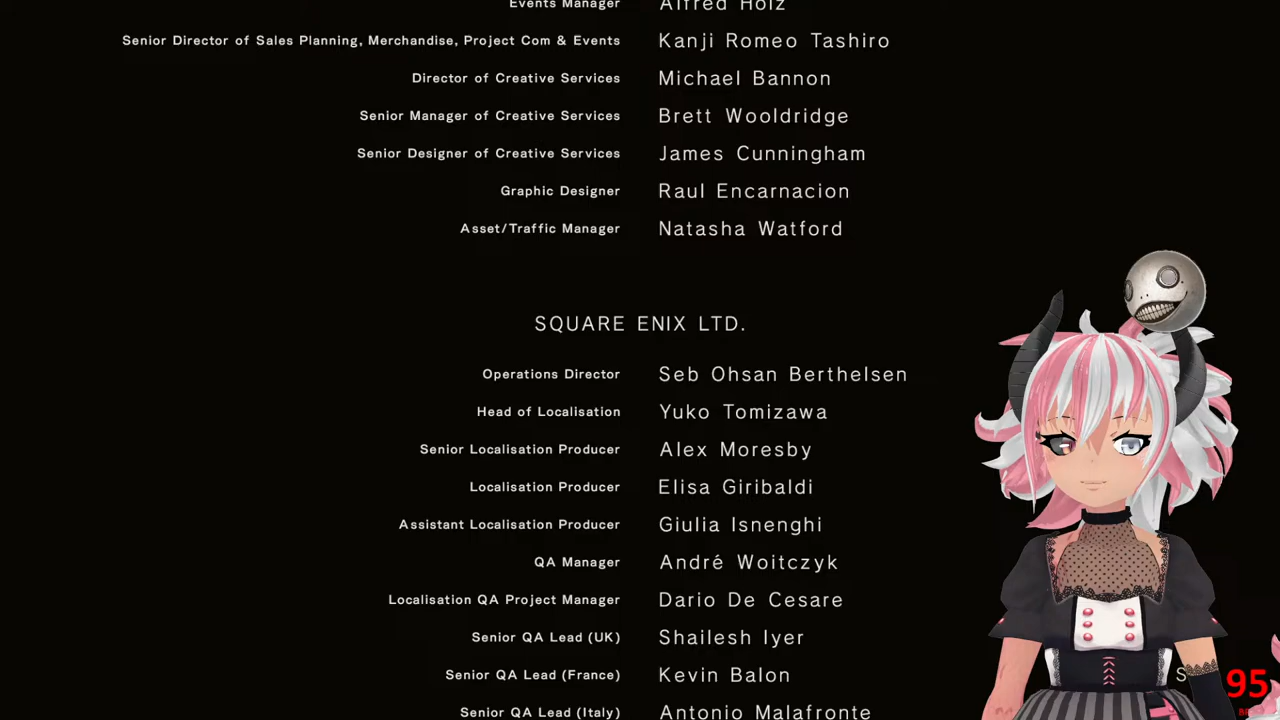 Events Manager Alfred Holz
Senior Director of Sales Planning, Merchandise, Project Com & Events Kanji Romeo Tashiro
Director of Creative Services Michael Bannon
Senior Manager of Creative Services Brett Wooldridge
Senior Designer of Creative Services James Cunningham
Graphic Designer Raul Encarnacion
Asset/Traffic Manager Natasha Watford
SQUARE ENIX LTD.
Operations Director Seb Ohsan Berthelsen
Head of Localisation Yuko Tomizawa
Senior Localisation Producer Alex Moresby
Localisation Producer Elisa Giribaldi
Assistant Localisation Producer Giulia Isnenghi
QA Manager André Woitczyk
Localisation QA Project Manager Dario De Cesare
Senior QA Lead (UK) Shailesh Iyer
Senior QA Lead (France) Kevin Balon
S
95
Senior QA Lead (Italy) Antonio Malafronte